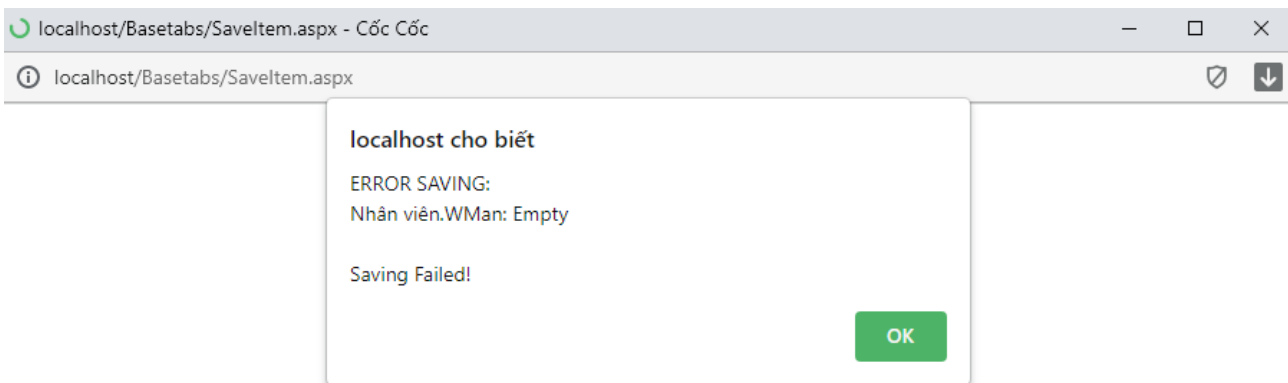 localhost/Basetabs/SaveItem.aspx - Cốc Cốc
localhost/Basetabs/SaveItem.aspx
localhost cho biết
ERROR SAVING:
Nhân viên.WMan: Empty
Saving Failed!
OK